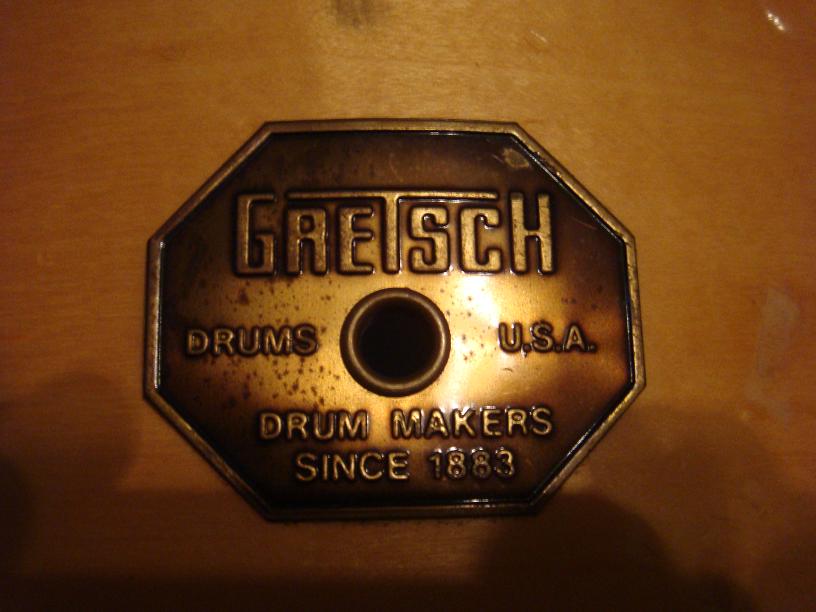 GRETSCH
DRUMS U.S.A.
DRUM MAKERS
SINCE 1883